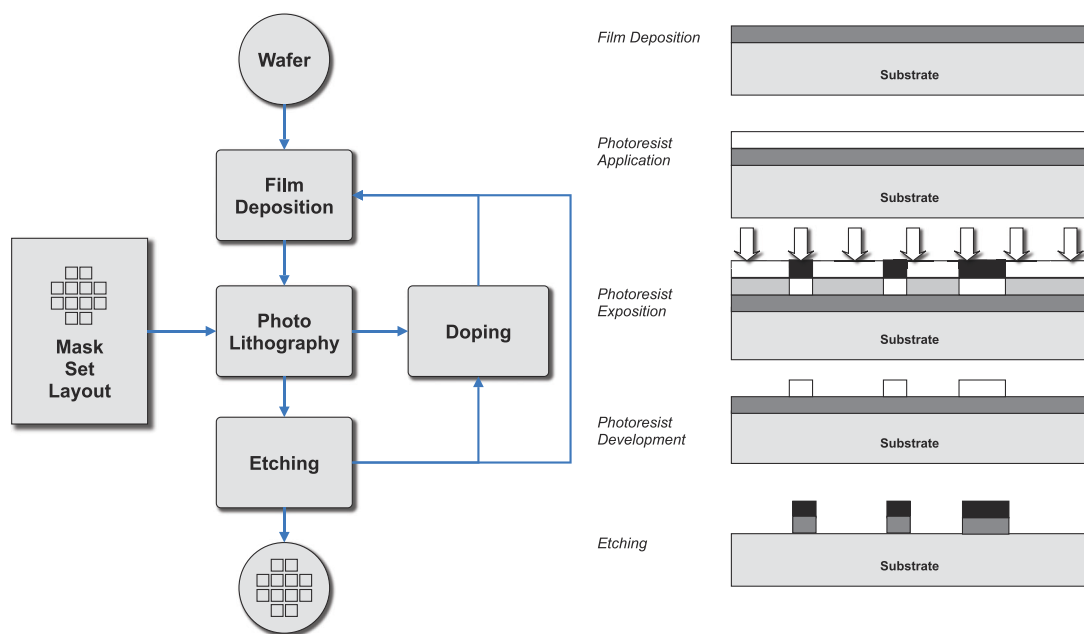 Wafer
Film
Deposition
Photo
Lithography
Doping
Mask
Set
Layout
Etching
Film Deposition
Substrate
Photoresist
Application
Substrate
Photoresist
Exposition
Substrate
Photoresist
Development
Substrate
Etching
Substrate